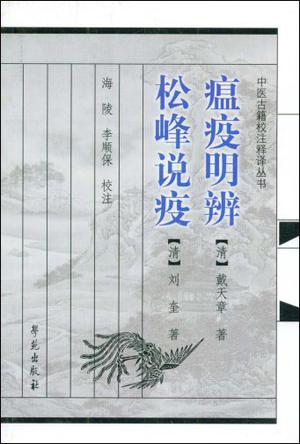 中医古籍校注释译丛书
瘟疫明辨
【清】戴天章 著
松峰说疫
【清】刘奎 著
海陵 李顺保 校注
学苑出版社